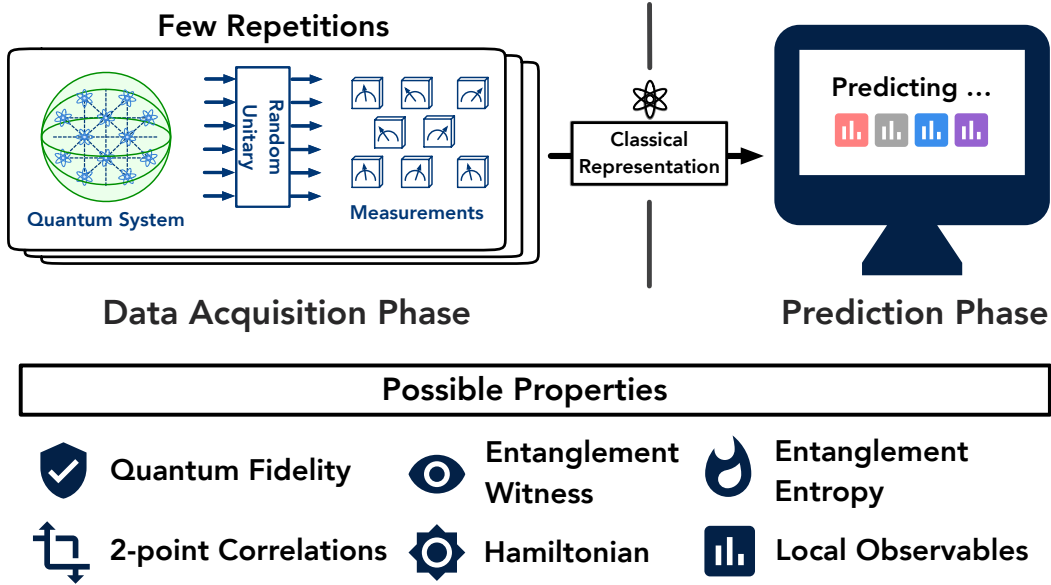 Few Repetitions
Random
Unitary
Quantum System
Measurements
Classical
Representation
Predicting ...
Data Acquisition Phase
Prediction Phase
Possible Properties
Quantum Fidelity
Entanglement
Witness
Entanglement
Entropy
2-point Correlations
Hamiltonian
Local Observables